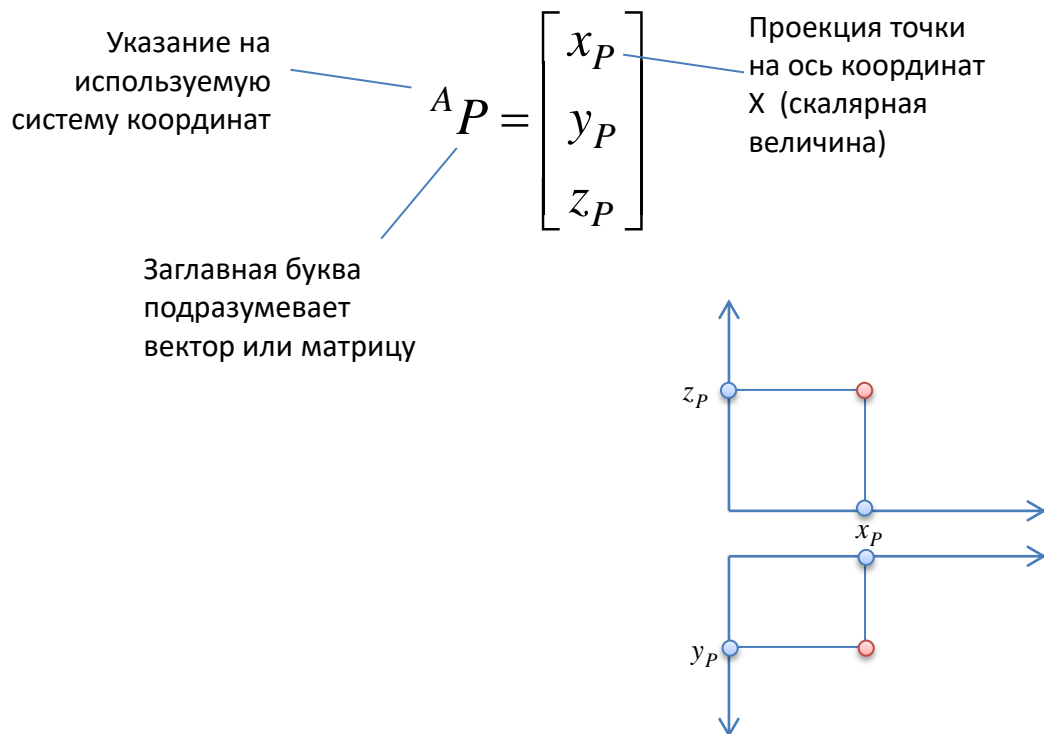 Указание на
используемую
систему координат
^A P = [ x_P
y_P
z_P ]
Проекция точки
на ось координат
X (скалярная
величина)
Заглавная буква
подразумевает
вектор или матрицу
z_P
x_P
y_P